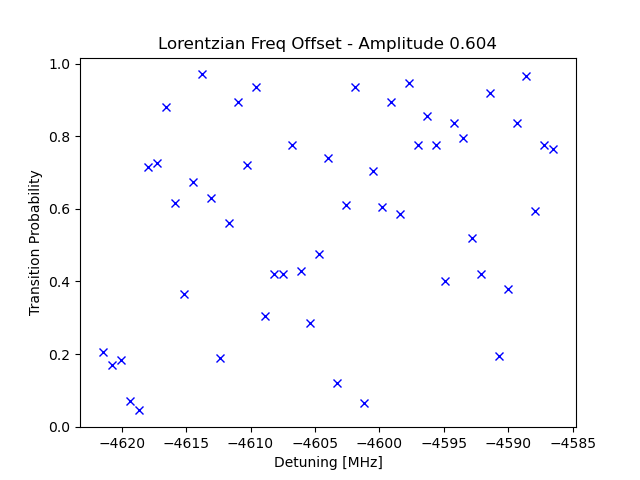 Lorentzian Freq Offset - Amplitude 0.604
1.0
0.8
0.6
0.4
0.2
0.0
Transition Probability
−4620 −4615 −4610 −4605 −4600 −4595 −4590 −4585
Detuning [MHz]